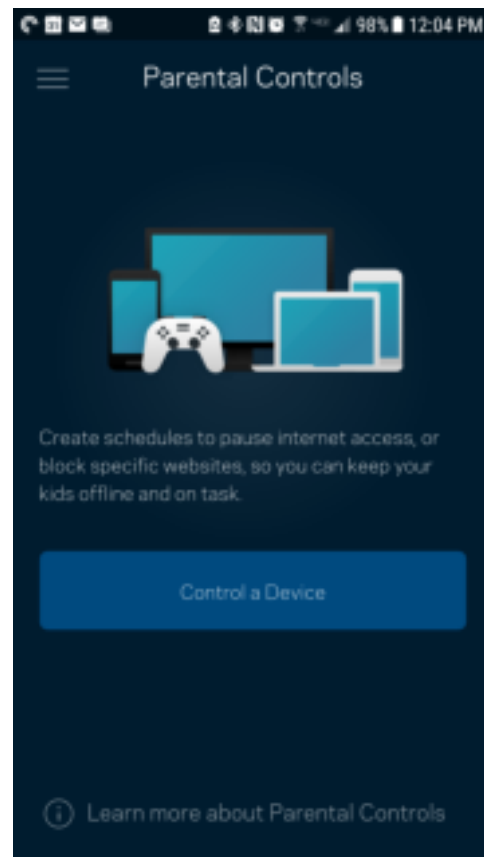 98% 12:04 PM
Parental Controls
Create schedules to pause internet access, or
block specific websites, so you can keep your
kids offline and on task.
Control a Device
Learn more about Parental Controls